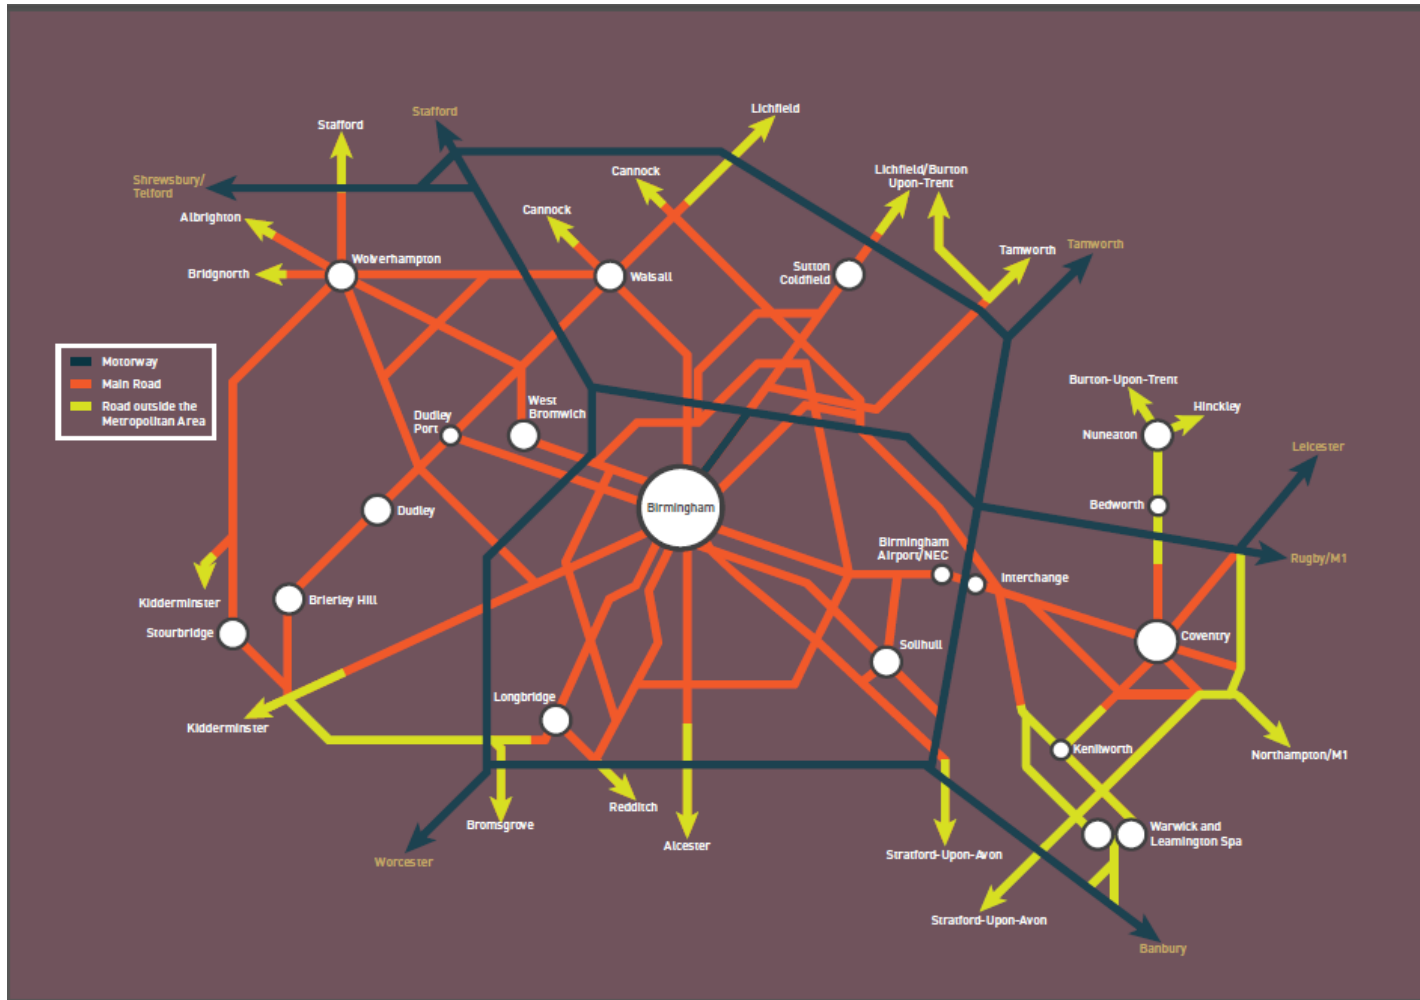 Lichfield
Stafford
Stafford
Cannock
Lichfield/Burton
Upon-Trent
Shrewsbury/
Telford
Albrighton
Cannock
Tamworth
Tamworth
Wolverhampton
Bridgnorth
Walsall
Sutton
Coldfield
Motorway
Main Road
Road outside the
Metropolitan Area
Burton-Upon-Trent
Hinckley
West
Bromwich
Dudley
Port
Nuneaton
Leicester
Birmingham
Dudley
Bedworth
Birmingham
Airport/NEC
Rugby/M1
Interchange
Kidderminster
Brierley Hill
Stourbridge
Coventry
Solihull
Longbridge
Kidderminster
Kenilworth
Northampton/M1
Redditch
Bromsgrove
Alcester
Worcester
Stratford-Upon-Avon
Warwick and
Leamington Spa
Stratford-Upon-Avon
Banbury